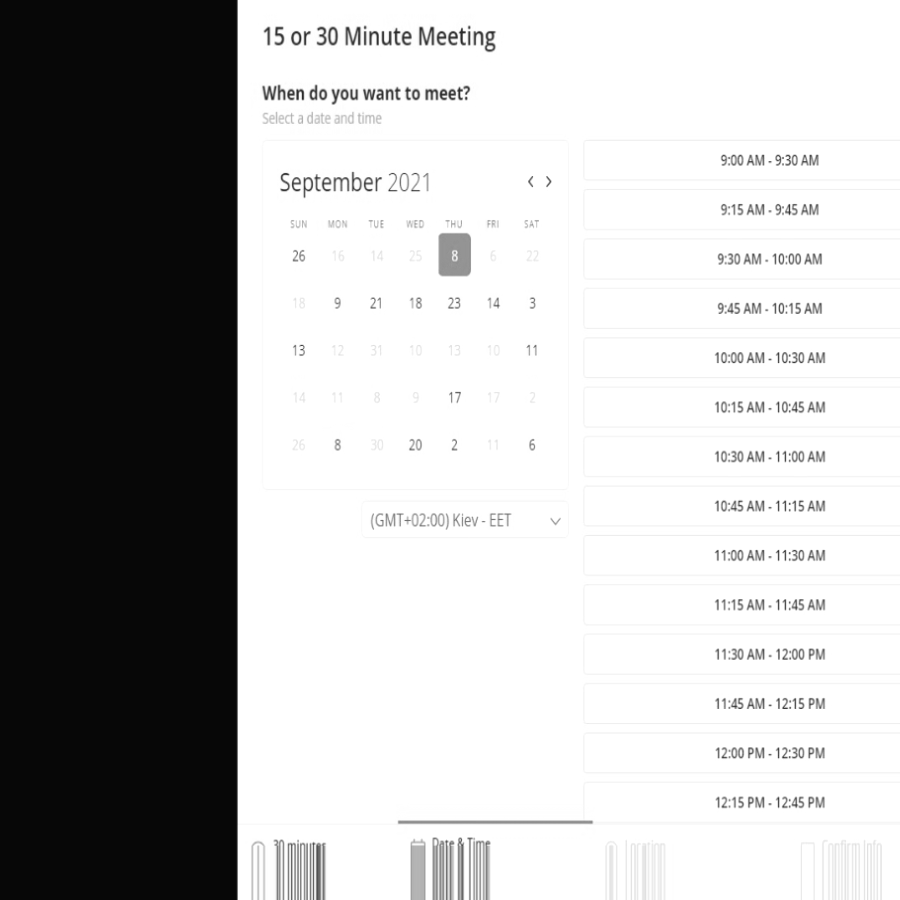 15 or 30 Minute Meeting
When do you want to meet?
Select a date and time
September 2021
SUN MON TUE WED THU FRI SAT
26 16 14 25 8 6 22
18 9 21 18 23 14 3
13 12 31 10 13 10 11
14 11 8 9 17 17 2
26 8 30 20 2 11 6
(GMT+02:00) Kiev - EET
9:00 AM - 9:30 AM
9:15 AM - 9:45 AM
9:30 AM - 10:00 AM
9:45 AM - 10:15 AM
10:00 AM - 10:30 AM
10:15 AM - 10:45 AM
10:30 AM - 11:00 AM
10:45 AM - 11:15 AM
11:00 AM - 11:30 AM
11:15 AM - 11:45 AM
11:30 AM - 12:00 PM
11:45 AM - 12:15 PM
12:00 PM - 12:30 PM
12:15 PM - 12:45 PM
30 minutes Date & Time Location Confirm Info